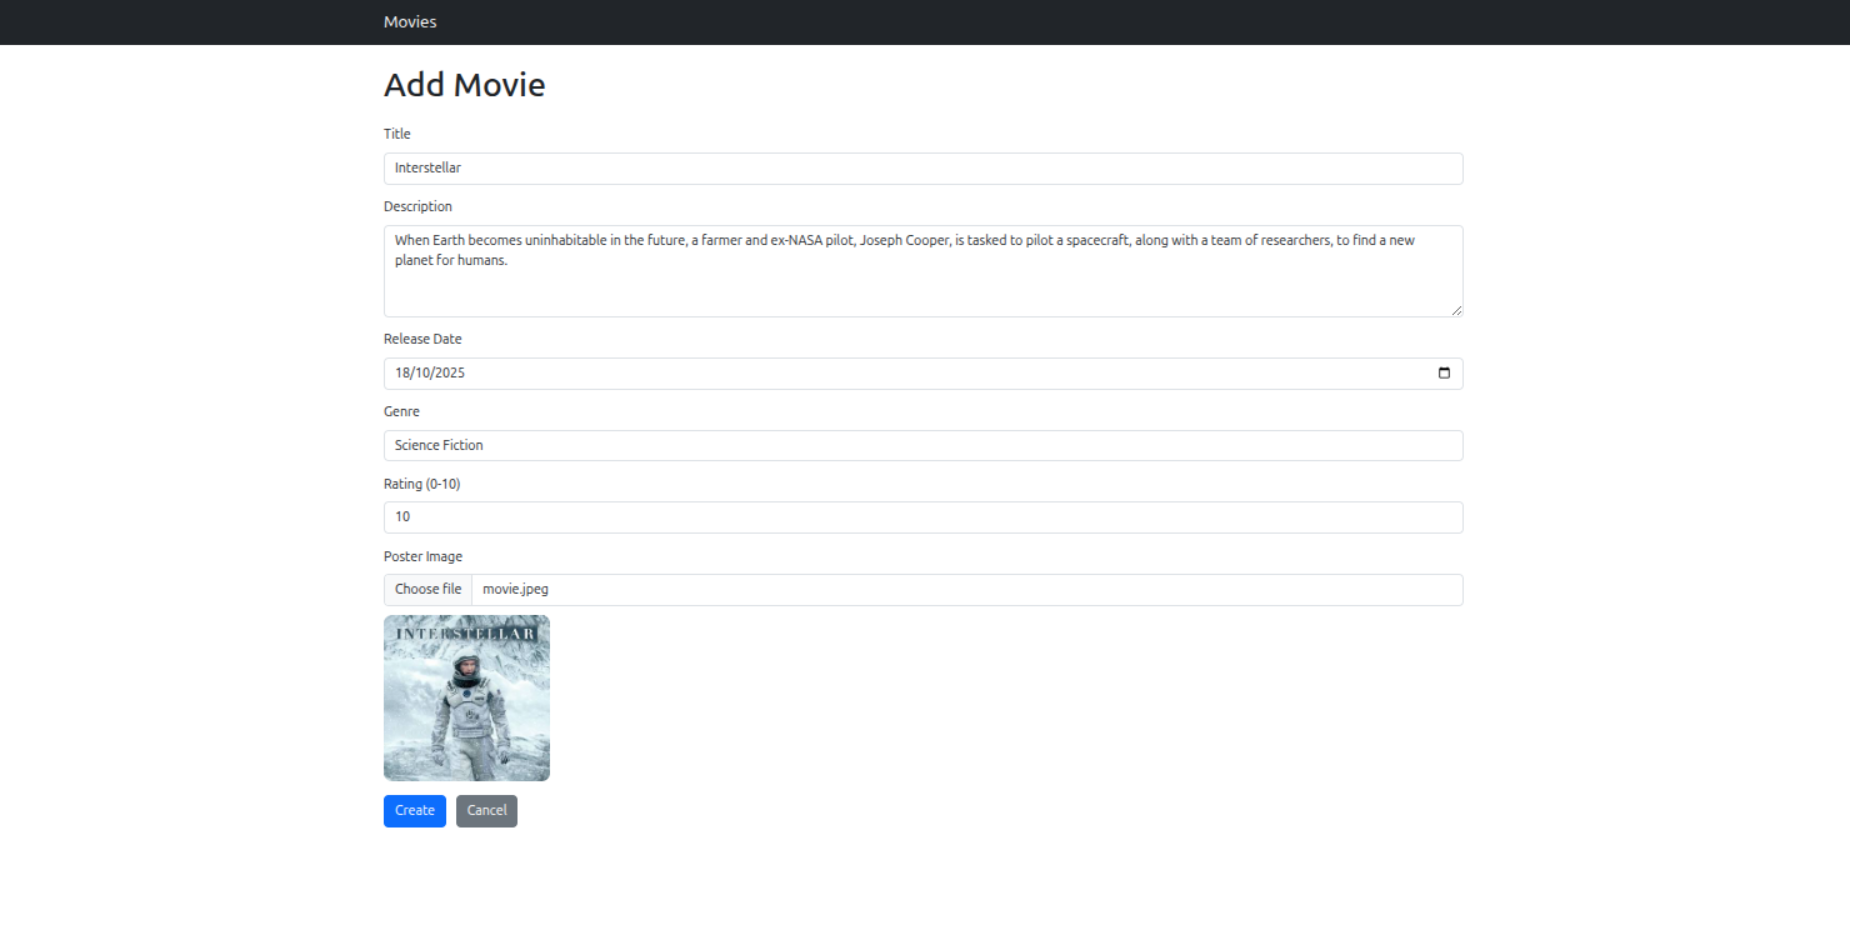 Movies
Add Movie
Title
Interstellar
Description
When Earth becomes uninhabitable in the future, a farmer and ex-NASA pilot, Joseph Cooper, is tasked to pilot a spacecraft, along with a team of researchers, to find a new
planet for humans.
Release Date
18/10/2025
Genre
Science Fiction
Rating (0-10)
10
Poster Image
Choose file movie.jpeg
INTERSTELLAR
Create Cancel